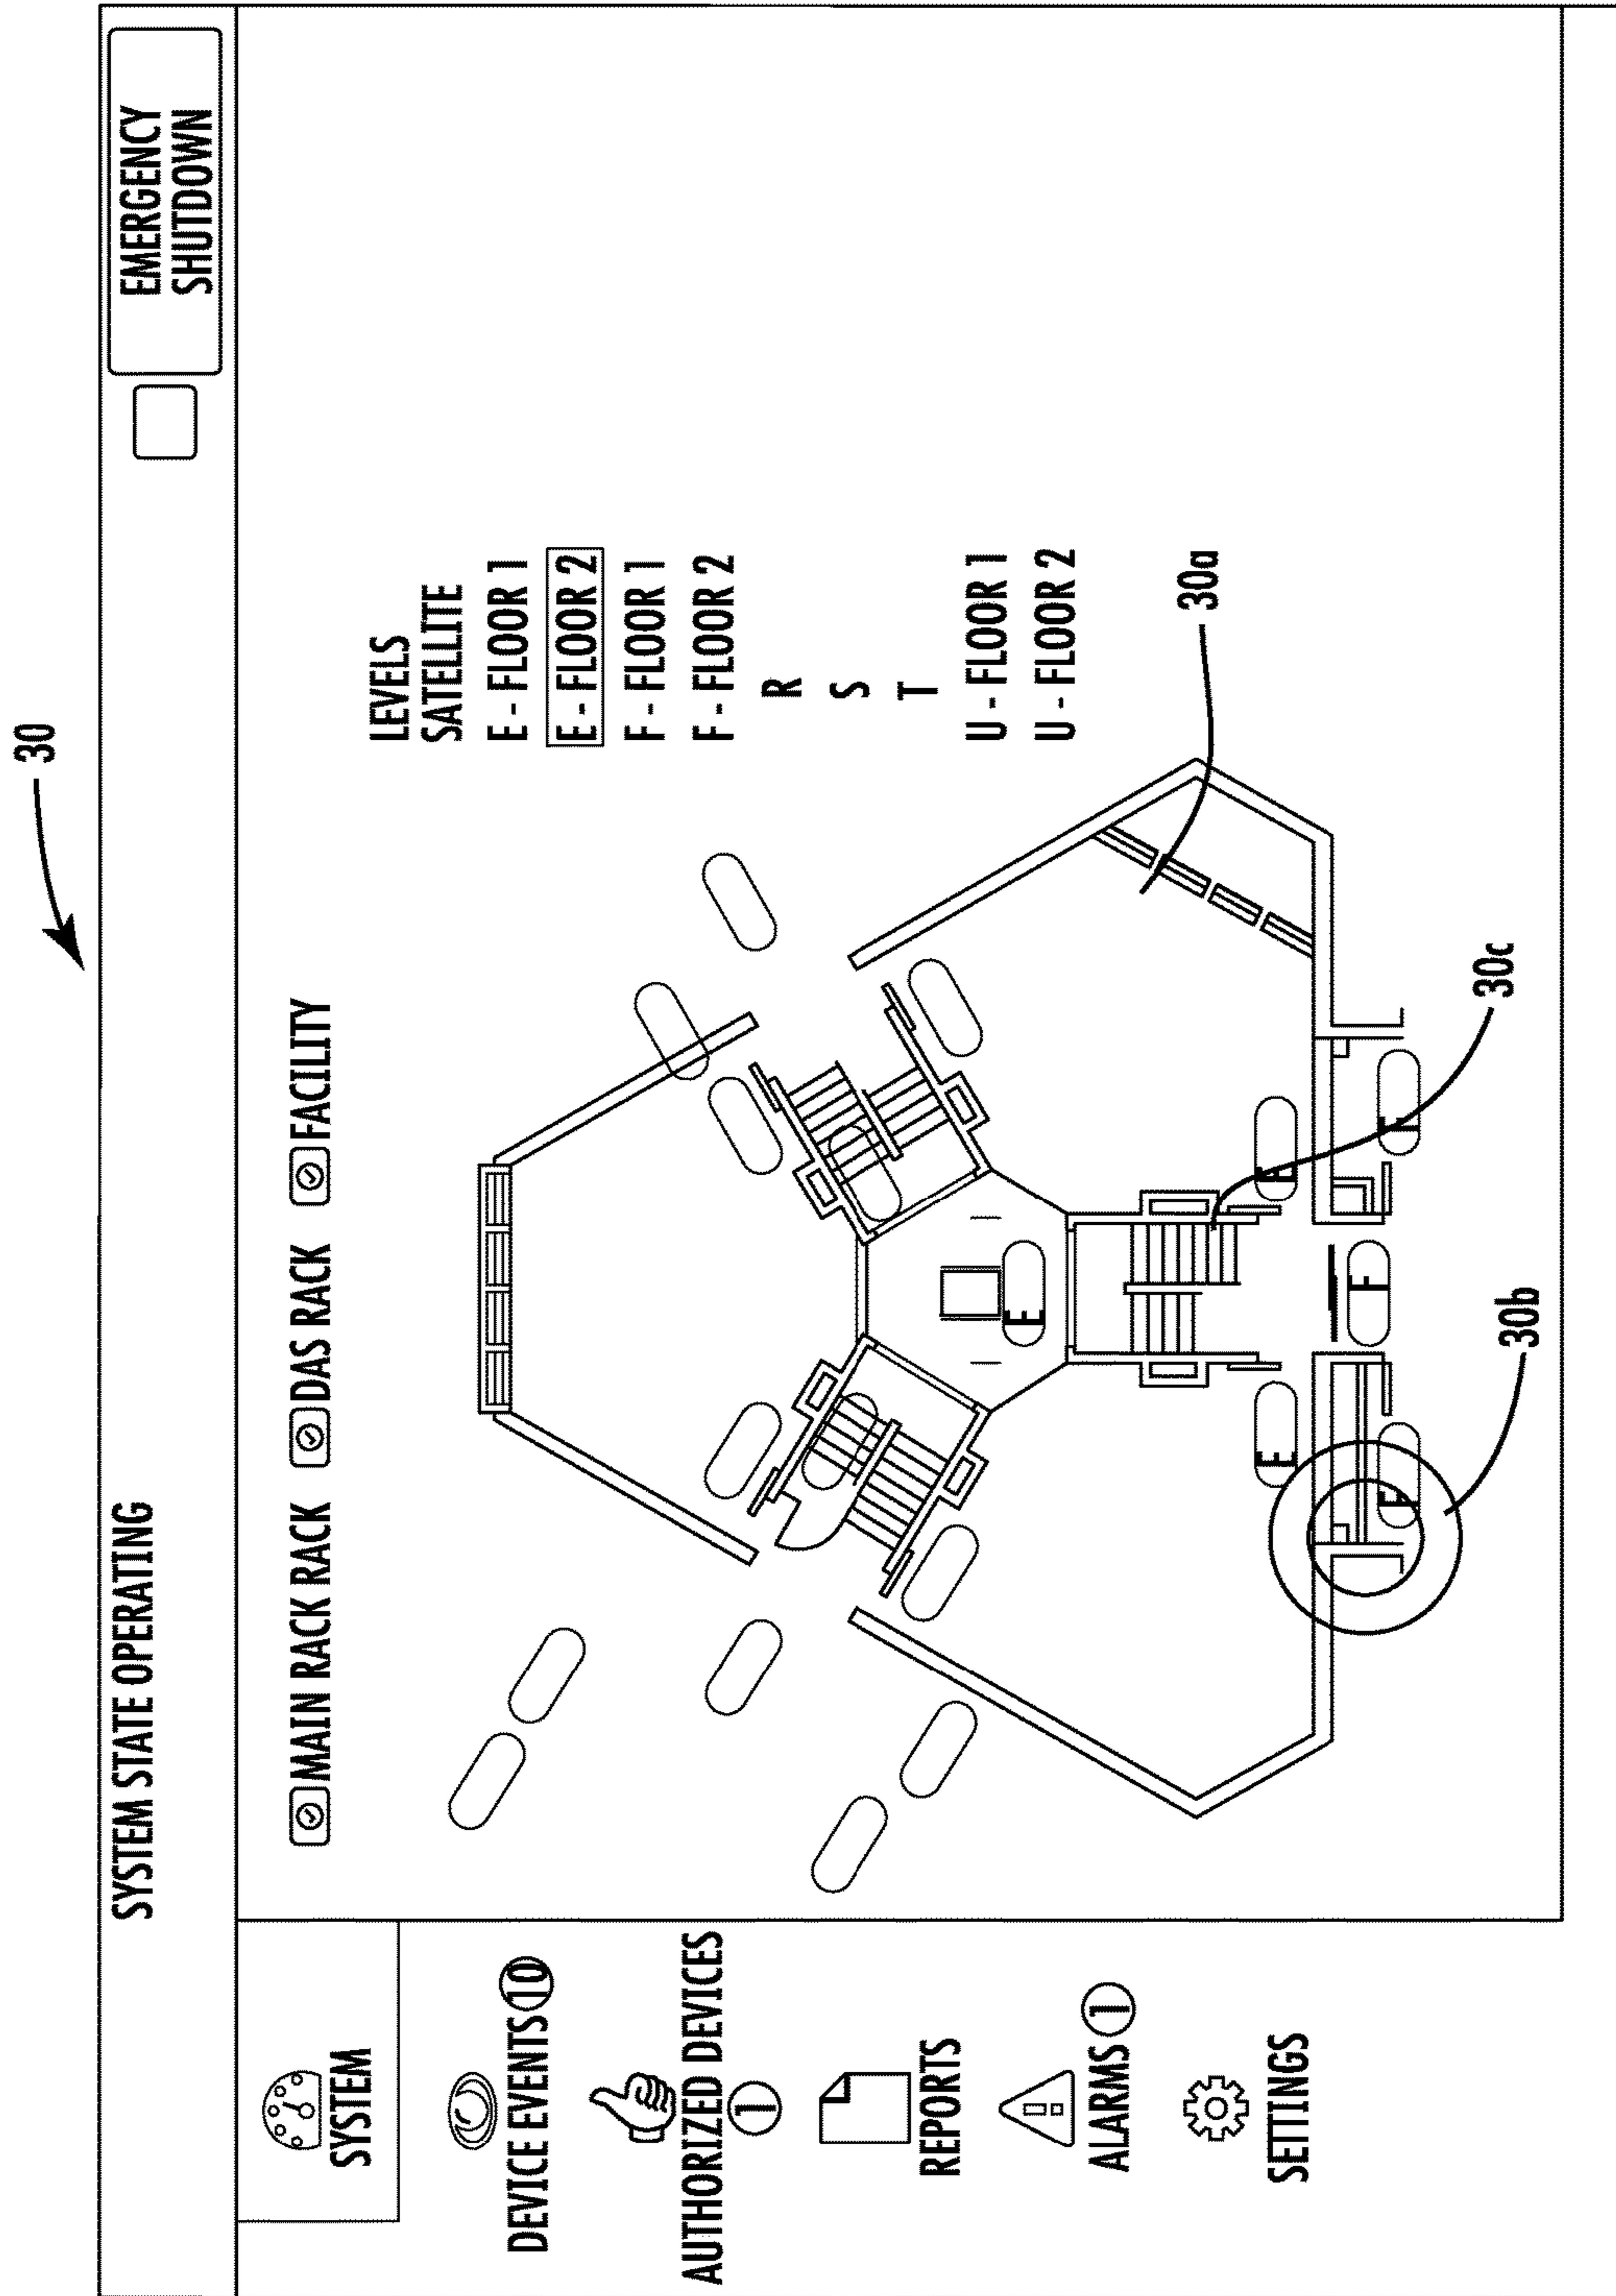 30
SYSTEM STATE OPERATING
EMERGENCY
SHUTDOWN
SYSTEM
DEVICE EVENTS 10
AUTHORIZED DEVICES
1
REPORTS
ALARMS 1
SETTINGS
MAIN RACK RACK
DAS RACK
FACILITY
LEVELS
SATELLITE
E - FLOOR 1
E - FLOOR 2
F - FLOOR 1
F - FLOOR 2
R
S
T
U - FLOOR 1
U - FLOOR 2
E
E
F
30a
30b
30c